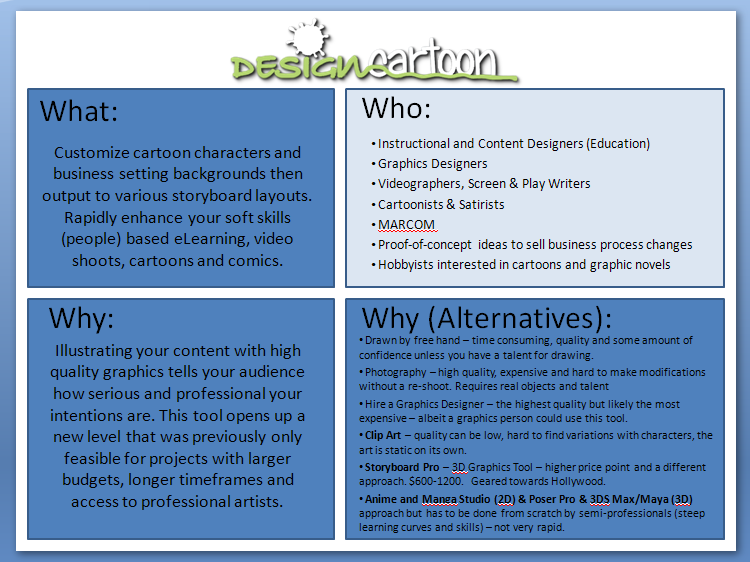 DESIGNcartoon
What:
Customize cartoon characters and
business setting backgrounds then
output to various storyboard layouts.
Rapidly enhance your soft skills
(people) based eLearning, video
shoots, cartoons and comics.
Who:
• Instructional and Content Designers (Education)
• Graphics Designers
• Videographers, Screen & Play Writers
• Cartoonists & Satirists
• MARCOM
• Proof-of-concept ideas to sell business process changes
• Hobbyists interested in cartoons and graphic novels
Why:
Illustrating your content with high
quality graphics tells your audience
how serious and professional your
intentions are. This tool opens up a
new level that was previously only
feasible for projects with larger
budgets, longer timeframes and
access to professional artists.
Why (Alternatives):
• Drawn by free hand – time consuming, quality and some amount of
confidence unless you have a talent for drawing.
• Photography – high quality, expensive and hard to make modifications
without a re-shoot. Requires real objects and talent
• Hire a Graphics Designer – the highest quality but likely the most
expensive – albeit a graphics person could use this tool.
• Clip Art – quality can be low, hard to find variations with characters, the
art is static on its own.
• Storyboard Pro – 3D Graphics Tool – higher price point and a different
approach. $600-1200. Geared towards Hollywood.
• Anime and Manga Studio (2D) & Poser Pro & 3DS Max/Maya (3D)
approach but has to be done from scratch by semi-professionals (steep
learning curves and skills) – not very rapid.